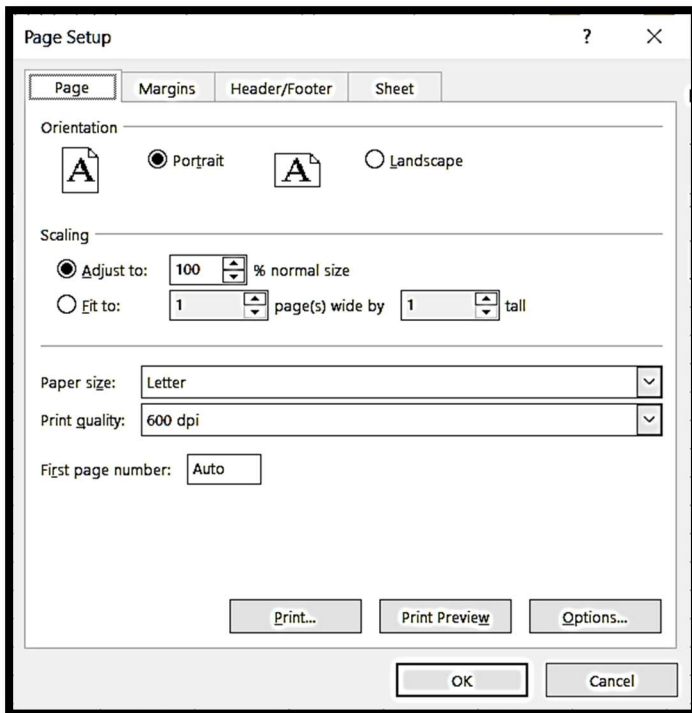 Page Setup ?
Page Margins Header/Footer Sheet
Orientation
A Portrait A Landscape
Scaling
Adjust to: 100 % normal size
Fit to: 1 page(s) wide by 1 tall
Paper size: Letter
Print quality: 600 dpi
First page number: Auto
Print... Print Preview Options...
OK Cancel